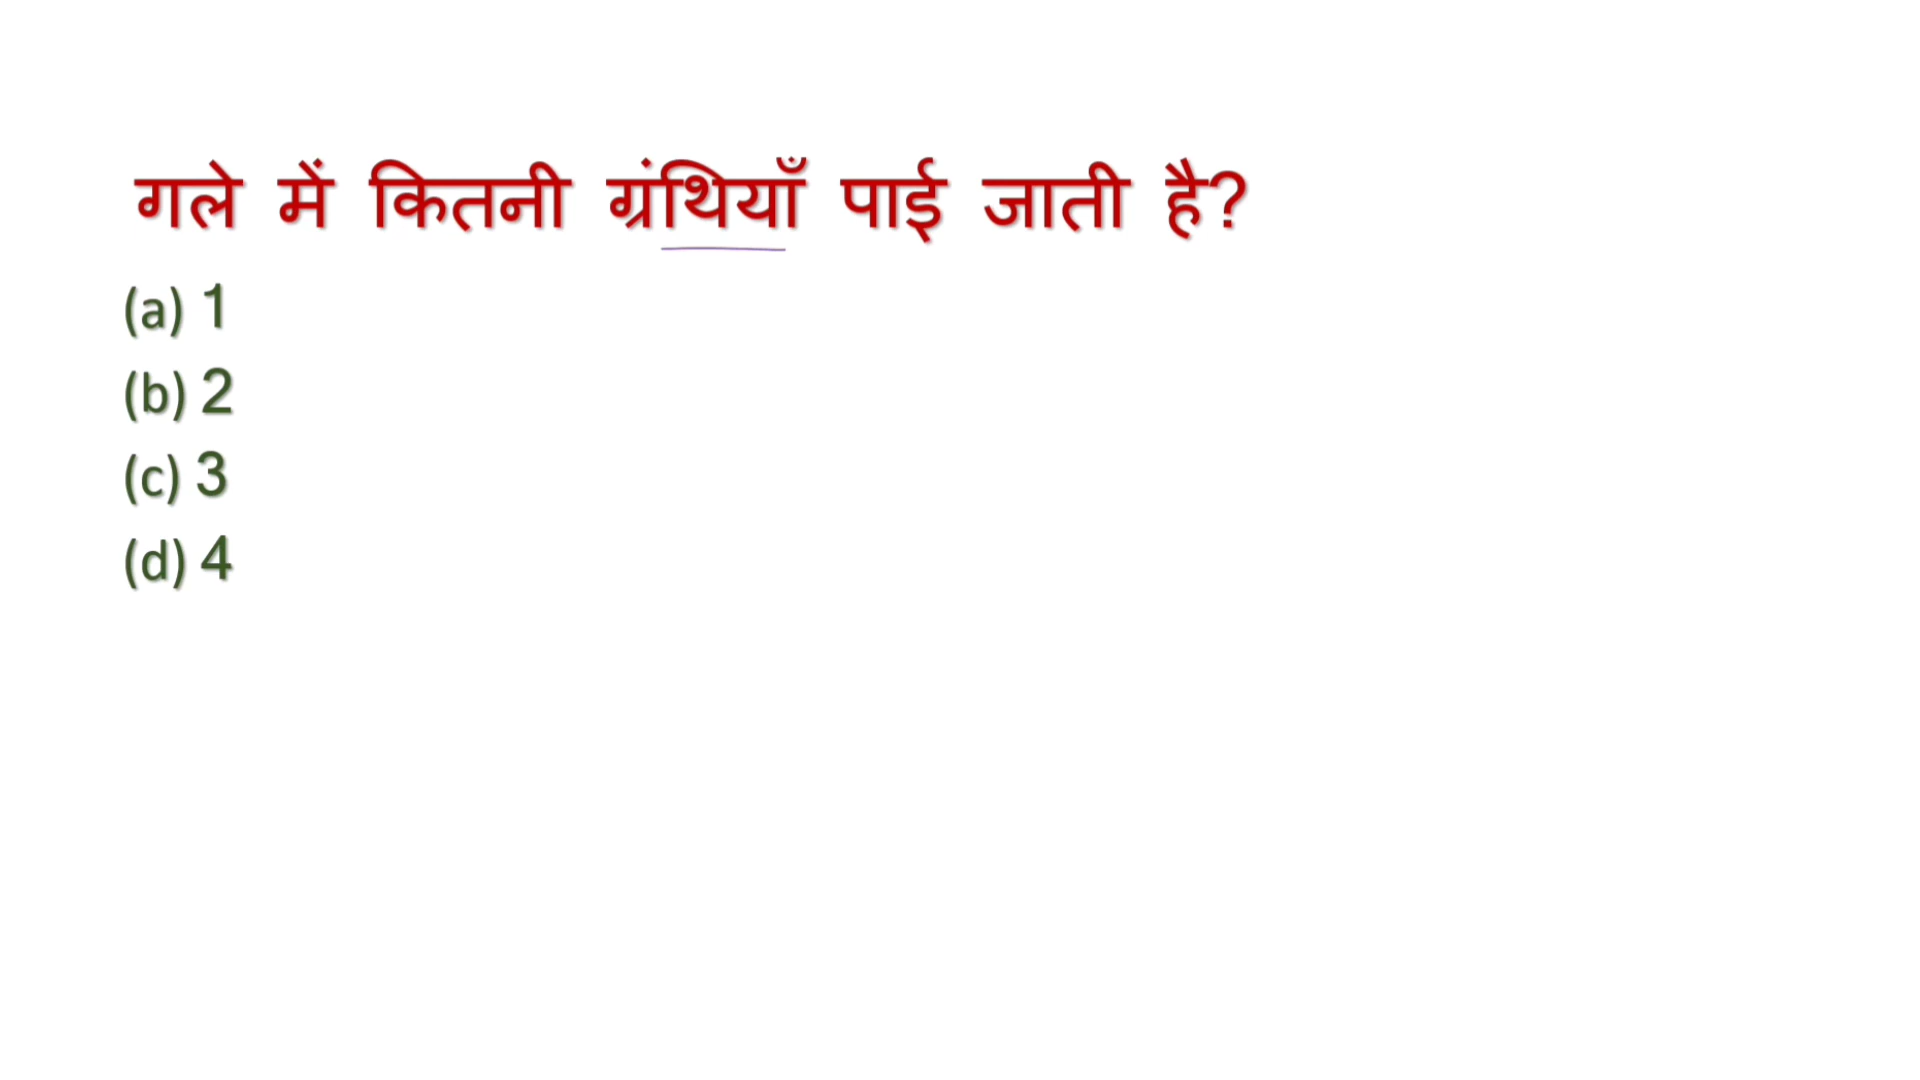 गले में कितनी ग्रंथियाँ पाई जाती है?
(a) 1
(b) 2
(c) 3
(d) 4